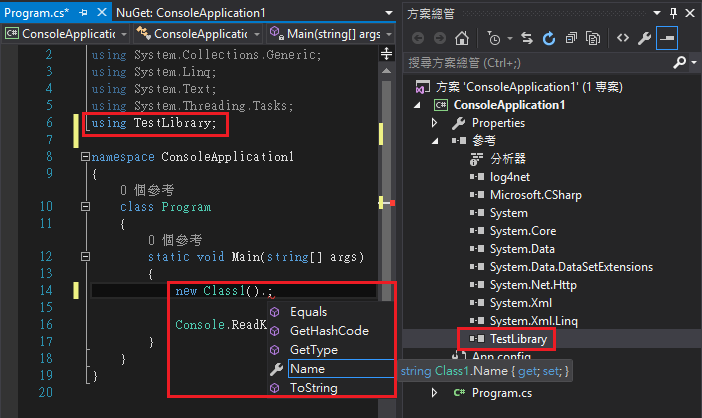 Program.cs*
NuGet: ConsoleApplication1
ConsoleApplicatio
ConsoleApplicatio
Main(string[] args
2 using System.Collections.Generic;
3 using System.Linq;
4 using System.Text;
5 using System.Threading.Tasks;
6 using TestLibrary;
7
8 namespace ConsoleApplication1
9 {
0 個參考
10 class Program
11 {
0 個參考
12 static void Main(string[] args)
13 {
14 new Class1().;
15
16 Console.ReadK
17 }
18 }
19 }
20
Equals
GetHashCode
GetType
Name
ToString
string Class1.Name { get; set; }
方案總管
搜尋方案總管 (Ctrl+;)
方案 'ConsoleApplication1' (1 專案)
ConsoleApplication1
Properties
參考
分析器
log4net
Microsoft.CSharp
System
System.Core
System.Data
System.Data.DataSetExtensions
System.Net.Http
System.Xml
System.Xml.Linq
TestLibrary
App.config
Program.cs